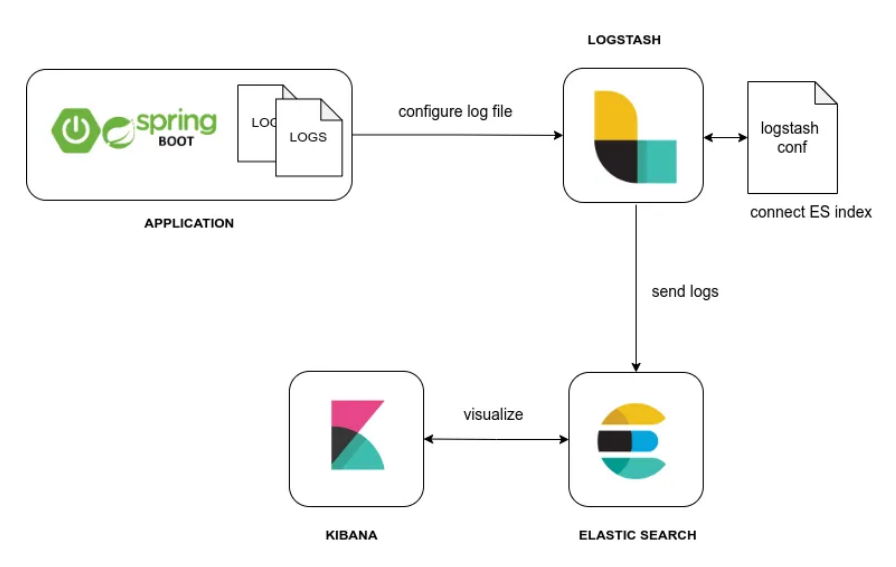 LOGSTASH
spring
BOOT
LOG
LOGS
configure log file
logstash
conf
connect ES index
APPLICATION
send logs
visualize
KIBANA
ELASTIC SEARCH